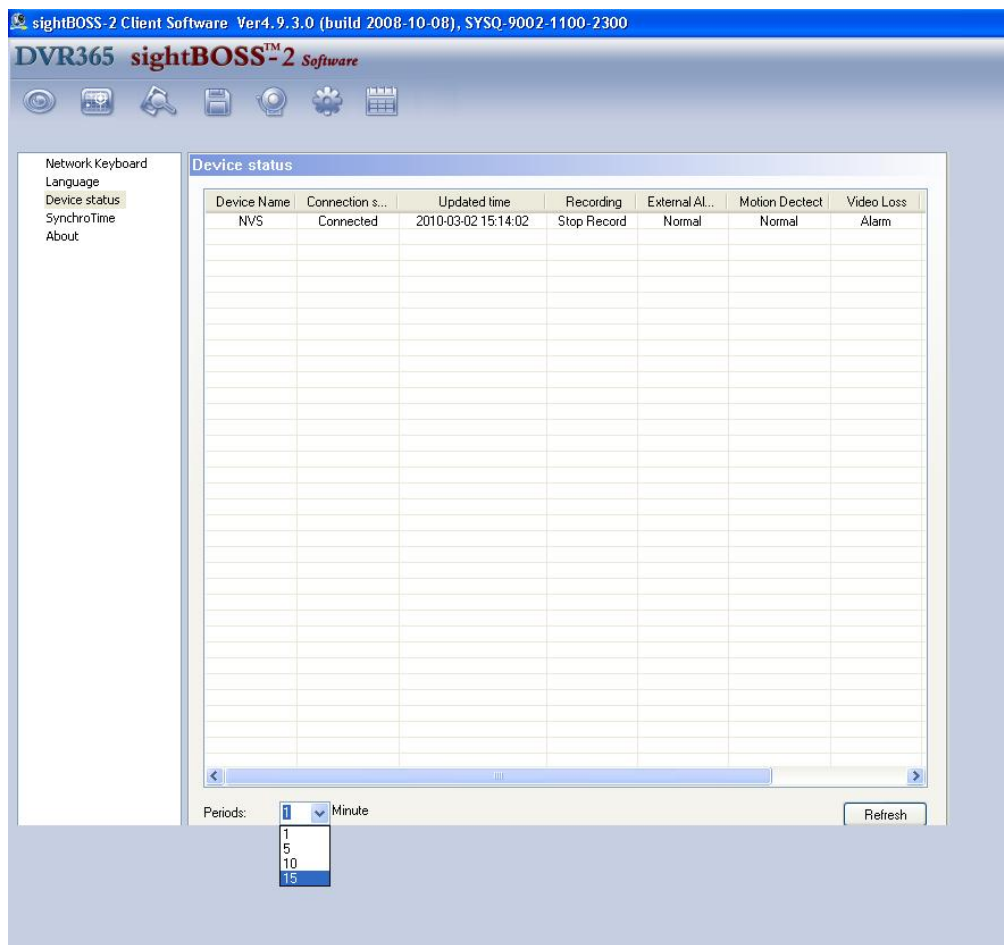 sightBOSS-2 Client Software Ver4.9.3.0 (build 2008-10-08), SYSQ-9002-1100-2300
DVR365 sightBOSS™-2 Software
Network Keyboard
Language
Device status
SynchroTime
About
Device status
Device Name Connection s... Updated time Recording External Al... Motion Dectect Video Loss
NVS Connected 2010-03-02 15:14:02 Stop Record Normal Normal Alarm
Periods: 1 Minute Refresh
1
5
10
15